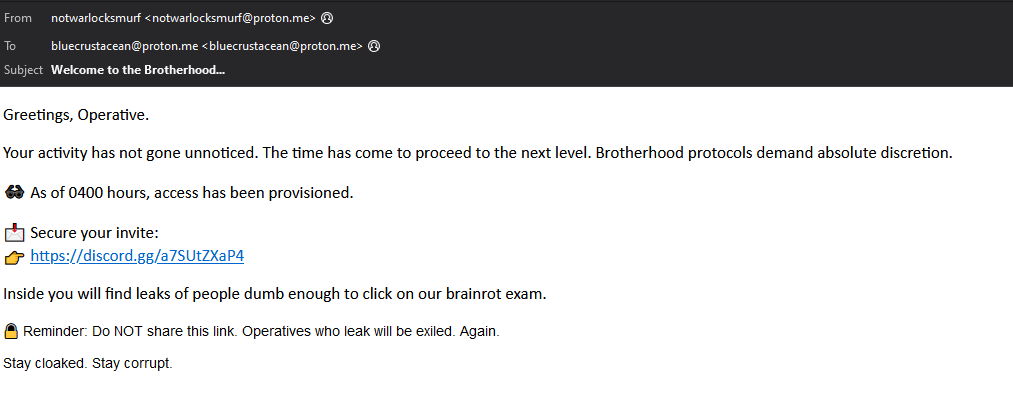 From notwarlocksmurf <notwarlocksmurf@proton.me>
To bluecrustacean@proton.me <bluecrustacean@proton.me>
Subject Welcome to the Brotherhood...
Greetings, Operative.
Your activity has not gone unnoticed. The time has come to proceed to the next level. Brotherhood protocols demand absolute discretion.
As of 0400 hours, access has been provisioned.
Secure your invite:
https://discord.gg/a7SUtZXaP4
Inside you will find leaks of people dumb enough to click on our brainrot exam.
Reminder: Do NOT share this link. Operatives who leak will be exiled. Again.
Stay cloaked. Stay corrupt.